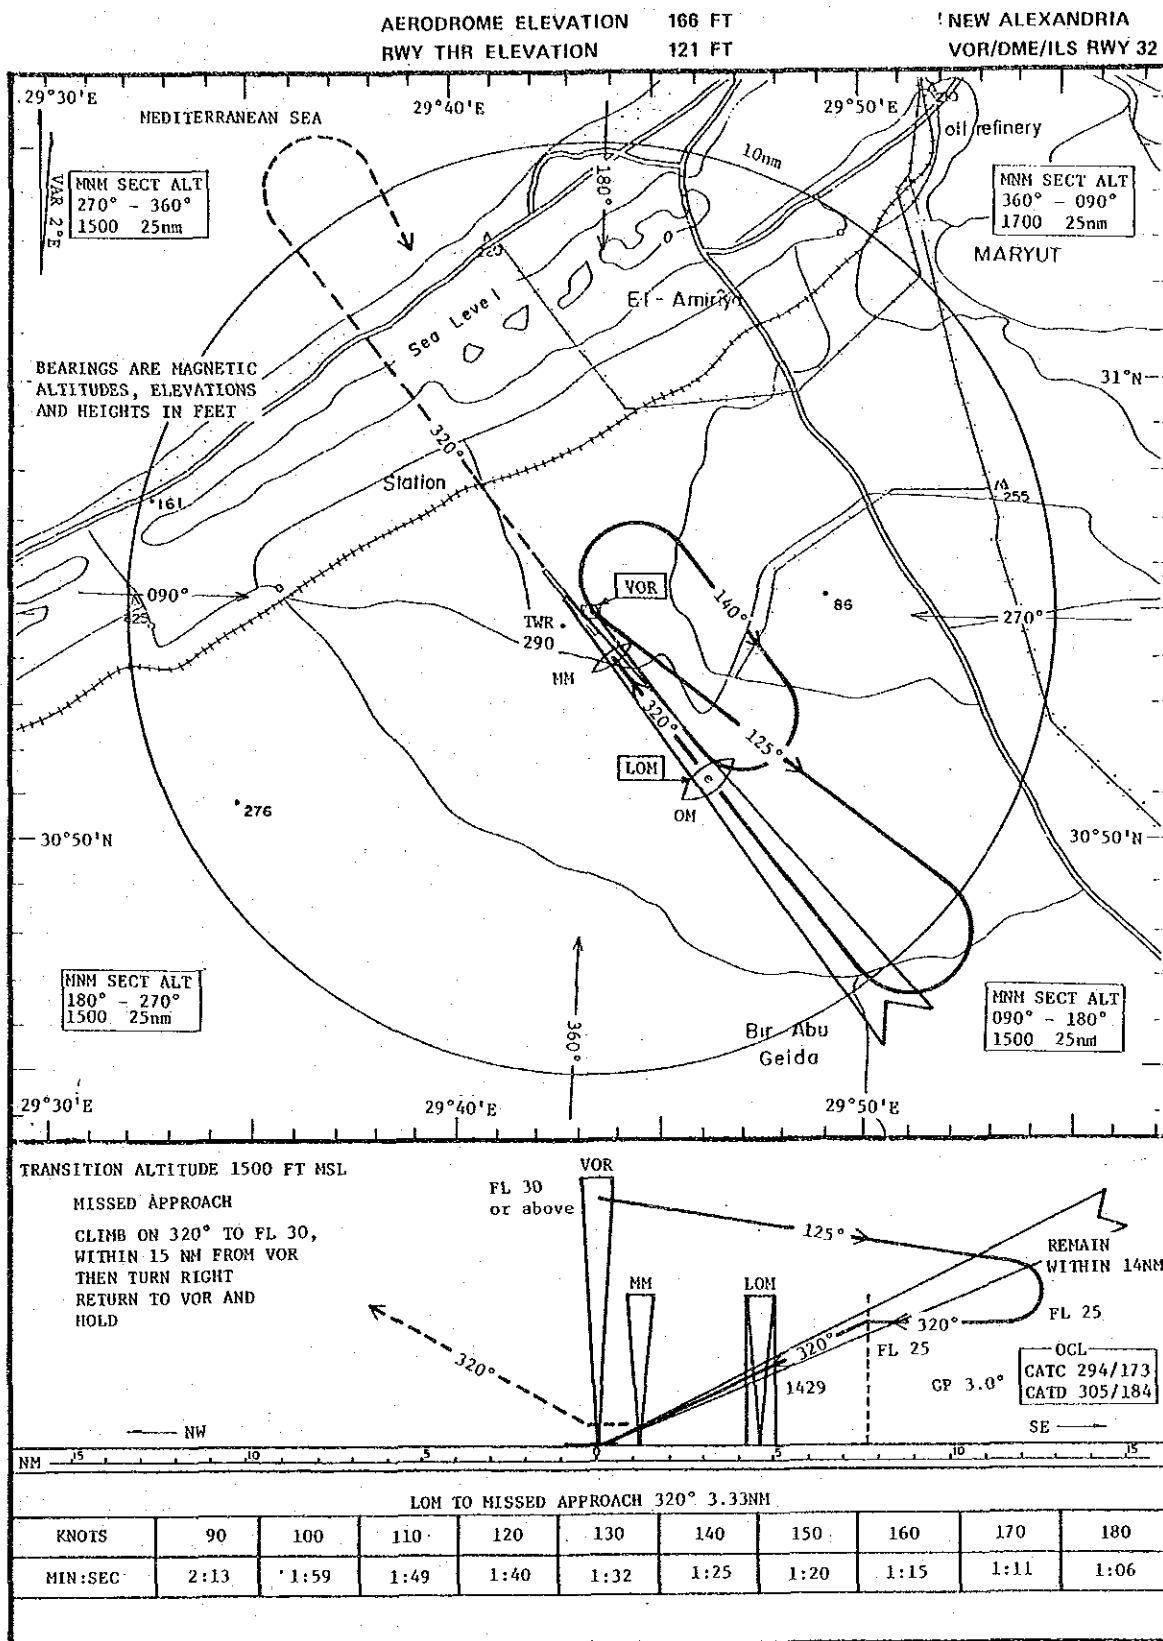 AERODROME ELEVATION 166 FT
RWY THR ELEVATION 121 FT
NEW ALEXANDRIA
VOR/DME/ILS RWY 32
29°30'E
29°40'E
29°50'E
MEDITERRANEAN SEA
VAR 2°E
MNM SECT ALT
270° - 360°
1500 25nm
180°
10nm
210
oil refinery
MNM SECT ALT
360° - 090°
1700 25nm
MARYUT
0
El-Amiriya
Sea Level
BEARINGS ARE MAGNETIC
ALTITUDES, ELEVATIONS
AND HEIGHTS IN FEET
31°N
320°
Station
161
255
VOR
090°
140°
86
270°
TWR
290
MM
320°
125°
LOM
e
OM
276
30°50'N
30°50'N
MNM SECT ALT
180° - 270°
1500 25nm
360°
Bir Abu
Geida
MNM SECT ALT
090° - 180°
1500 25nm
29°30'E
29°40'E
29°50'E
TRANSITION ALTITUDE 1500 FT MSL
MISSED APPROACH
CLIMB ON 320° TO FL 30,
WITHIN 15 NM FROM VOR
THEN TURN RIGHT
RETURN TO VOR AND
HOLD
VOR
FL 30
or above
125°
REMAIN
WITHIN 14NM
MM
LOM
FL 25
320°
320°
FL 25
320°
1429
GP 3.0°
OCL
CATC 294/173
CATD 305/184
NW
SE
NM 15 10 5 0 5 10 15
LOM TO MISSED APPROACH 320° 3.33NM
KNOTS 90 100 110 120 130 140 150 160 170 180
MIN:SEC 2:13 1:59 1:49 1:40 1:32 1:25 1:20 1:15 1:11 1:06